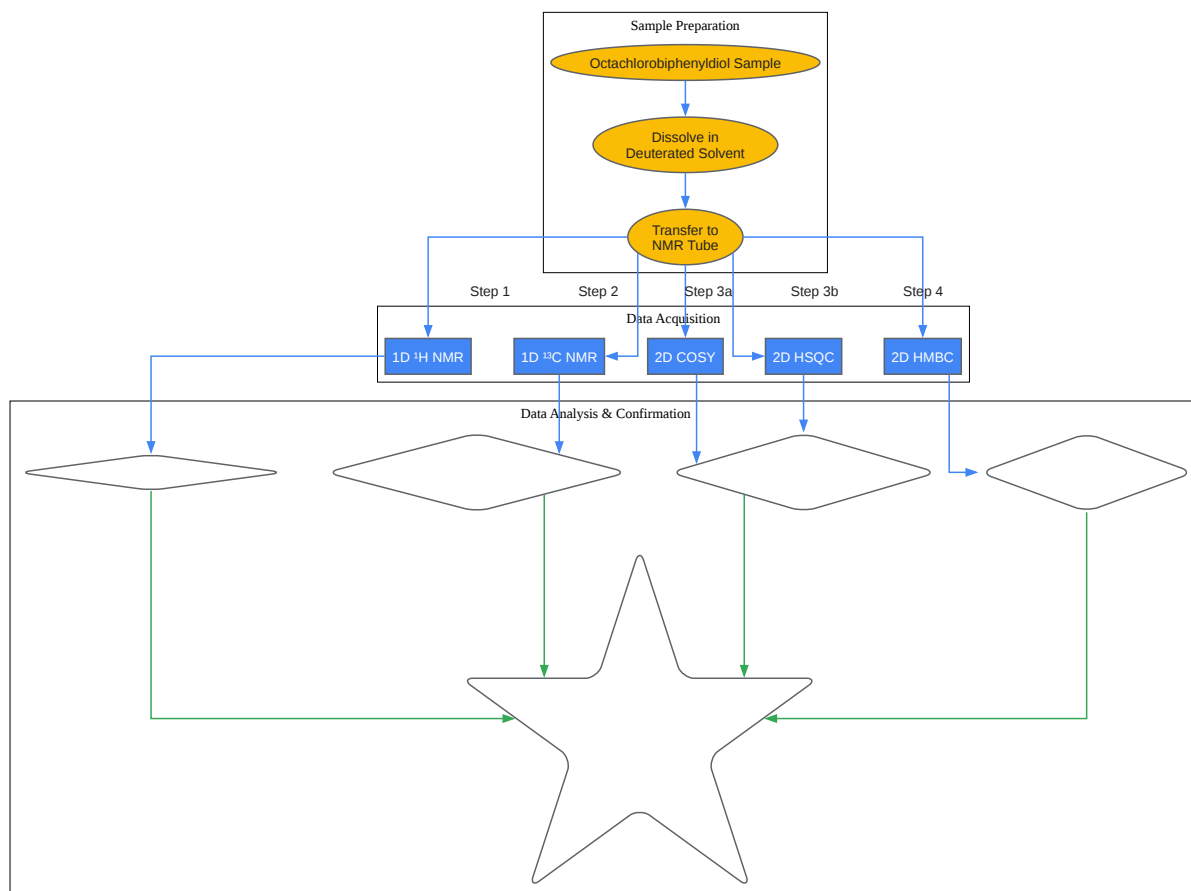 Sample Preparation
Octachlorobiphenyldiol Sample
Dissolve in
Deuterated Solvent
Transfer to
NMR Tube
Step 1
Step 2
Step 3a
Step 3b
Step 4
Data Acquisition
1D ¹H NMR
1D ¹³C NMR
2D COSY
2D HSQC
2D HMBC
Data Analysis & Confirmation